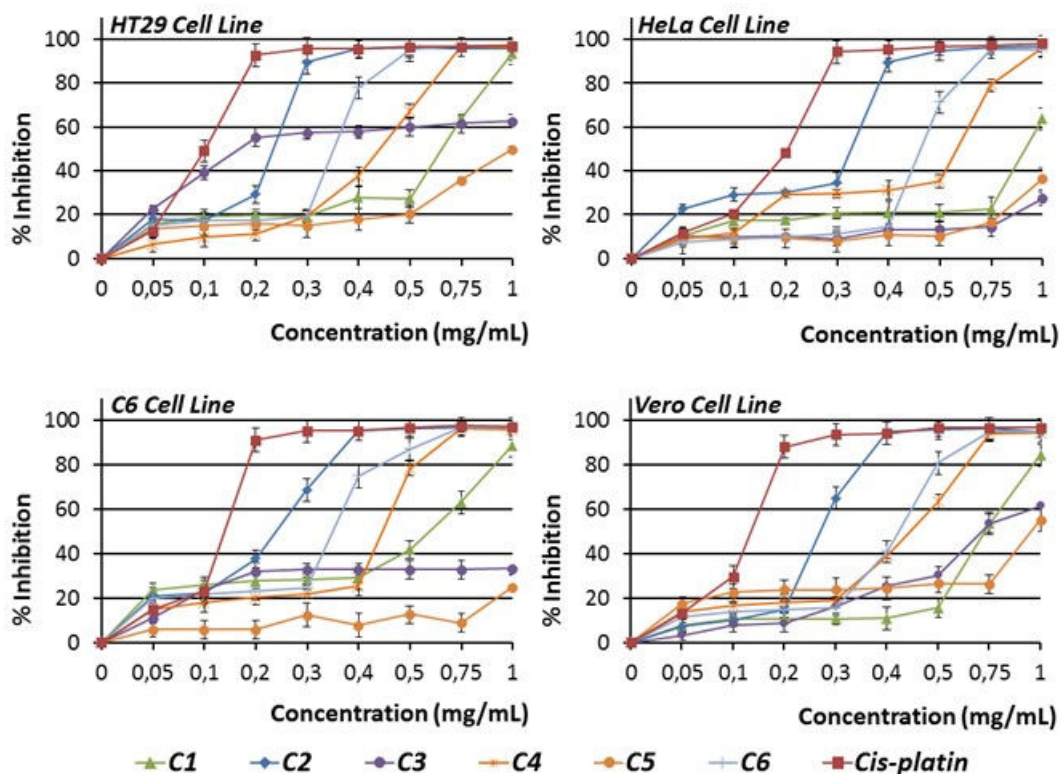 HT29 Cell Line
100
80
60
40
20
0
% Inhibition
0 0,05 0,1 0,2 0,3 0,4 0,5 0,75 1
Concentration (mg/mL)
HeLa Cell Line
100
80
60
40
20
0
% Inhibition
0 0,05 0,1 0,2 0,3 0,4 0,5 0,75 1
Concentration (mg/mL)
C6 Cell Line
100
80
60
40
20
0
% Inhibition
0 0,05 0,1 0,2 0,3 0,4 0,5 0,75 1
Concentration (mg/mL)
Vero Cell Line
100
80
60
40
20
0
% Inhibition
0 0,05 0,1 0,2 0,3 0,4 0,5 0,75 1
Concentration (mg/mL)
C1 C2 C3 C4 C5 C6 Cis-platin